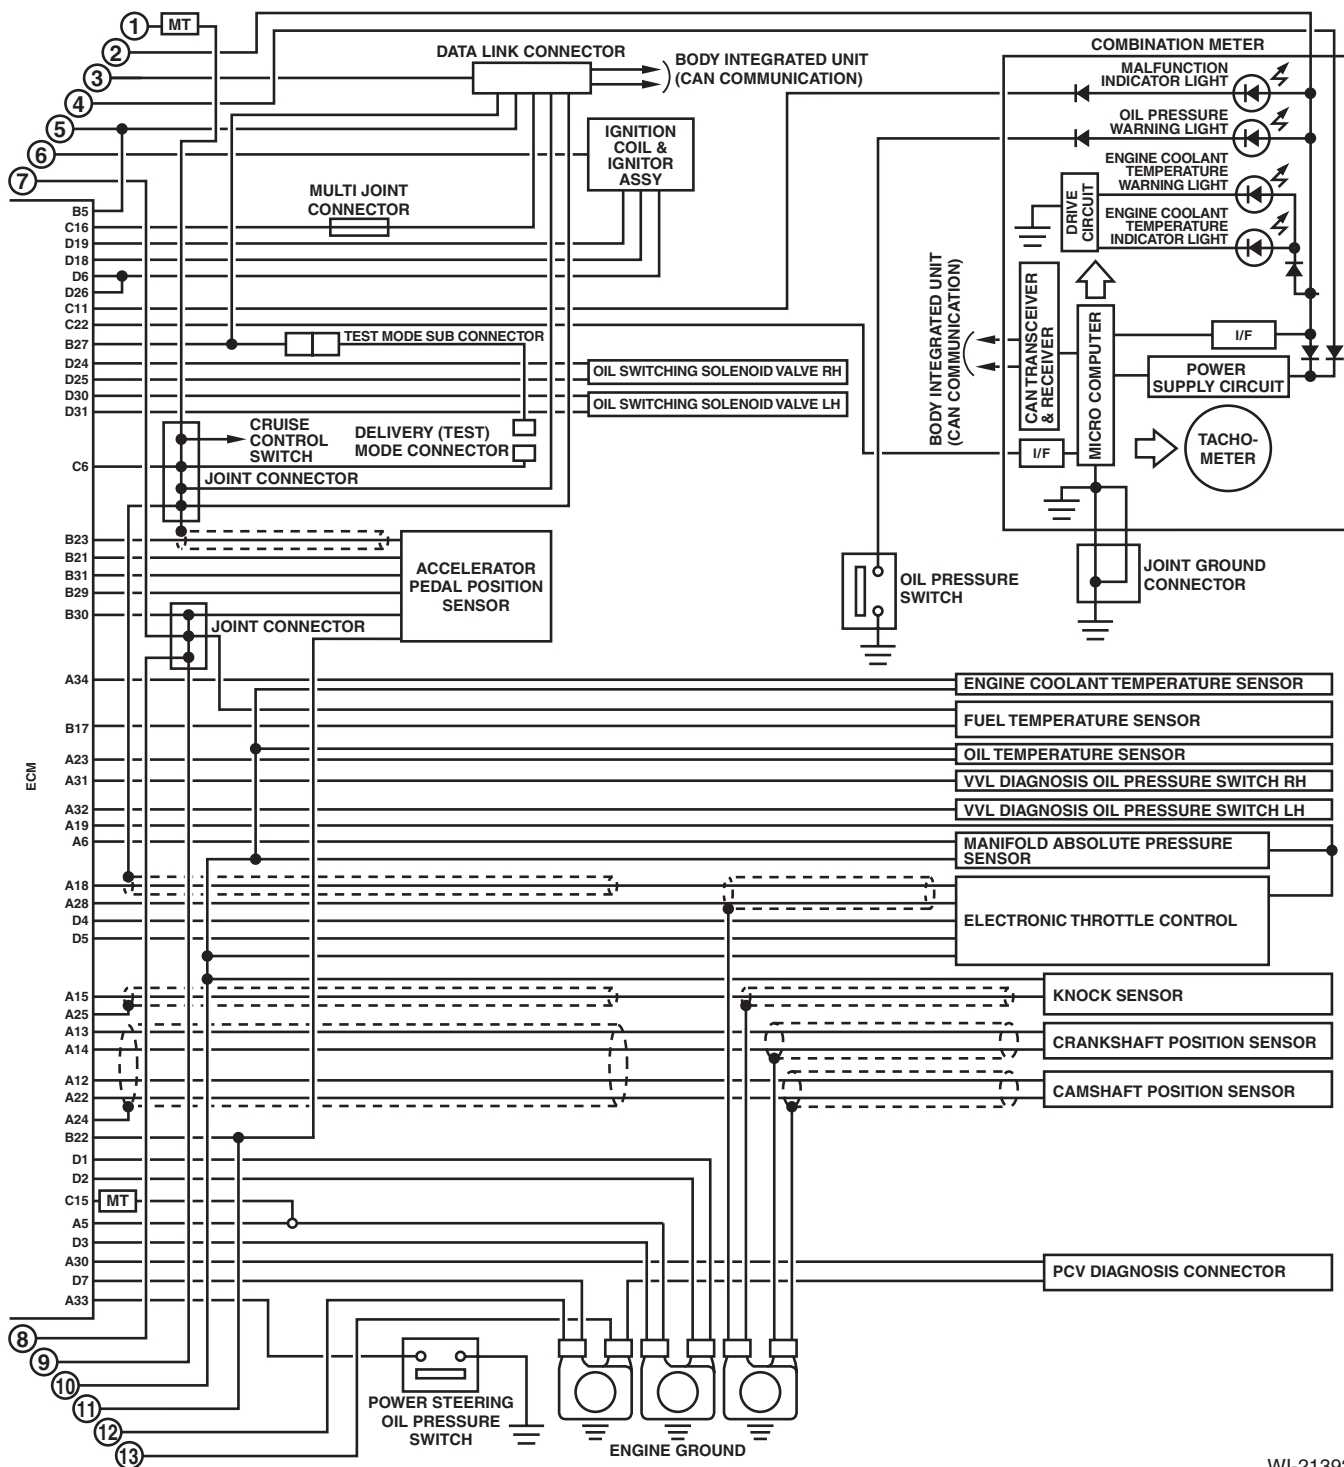 1
MT
2
3
4
5
6
7
DATA LINK CONNECTOR
BODY INTEGRATED UNIT
(CAN COMMUNICATION)
COMBINATION METER
MALFUNCTION
INDICATOR LIGHT
OIL PRESSURE
WARNING LIGHT
ENGINE COOLANT
TEMPERATURE
WARNING LIGHT
ENGINE COOLANT
TEMPERATURE
INDICATOR LIGHT
DRIVE
CIRCUIT
IGNITION
COIL &
IGNITOR
ASSY
MULTI JOINT
CONNECTOR
B5
C16
D19
D18
D6
D26
C11
C22
B27
D24
D25
D30
D31
C6
TEST MODE SUB CONNECTOR
OIL SWITCHING SOLENOID VALVE RH
OIL SWITCHING SOLENOID VALVE LH
CRUISE
CONTROL
SWITCH
DELIVERY (TEST)
MODE CONNECTOR
JOINT CONNECTOR
BODY INTEGRATED UNIT
(CAN COMMUNICATION)
CAN TRANSCEIVER
& RECEIVER
MICRO COMPUTER
I/F
POWER
SUPPLY CIRCUIT
I/F
TACHO-
METER
B23
B21
B31
B29
B30
ACCELERATOR
PEDAL POSITION
SENSOR
JOINT CONNECTOR
OIL PRESSURE
SWITCH
JOINT GROUND
CONNECTOR
ECM
A34
B17
A23
A31
A32
A19
A6
A18
A28
D4
D5
A15
A25
A13
A14
A12
A22
A24
B22
D1
D2
C15
MT
A5
D3
A30
D7
A33
ENGINE COOLANT TEMPERATURE SENSOR
FUEL TEMPERATURE SENSOR
OIL TEMPERATURE SENSOR
VVL DIAGNOSIS OIL PRESSURE SWITCH RH
VVL DIAGNOSIS OIL PRESSURE SWITCH LH
MANIFOLD ABSOLUTE PRESSURE
SENSOR
ELECTRONIC THROTTLE CONTROL
KNOCK SENSOR
CRANKSHAFT POSITION SENSOR
CAMSHAFT POSITION SENSOR
PCV DIAGNOSIS CONNECTOR
8
9
10
11
12
13
POWER STEERING
OIL PRESSURE
SWITCH
ENGINE GROUND